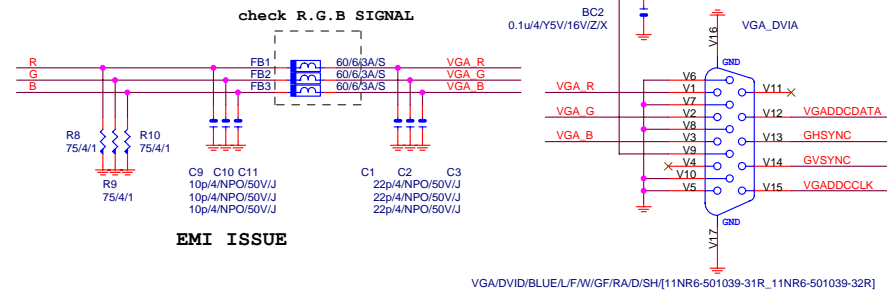 check R.G.B SIGNAL
R FB1 60/6/3A/S VGA_R
G FB2 60/6/3A/S VGA_G
B FB3 60/6/3A/S VGA_B
R8
75/4/1
R10
75/4/1
R9
75/4/1
C9 C10 C11
10p/4/NPO/50V/J
10p/4/NPO/50V/J
10p/4/NPO/50V/J
C1 C2 C3
22p/4/NPO/50V/J
22p/4/NPO/50V/J
22p/4/NPO/50V/J
EMI ISSUE
BC2
0.1u/4/Y5V/16V/Z/X
V16
VGA_DVIA
GND
V6
VGA_R V1 V11
V7
VGA_G V2 V12 VGADDCDATA
V8
VGA_B V3 V13 GHSYNC
V9
V4 V14 GVSYNC
V10
V5 V15 VGADDCCLK
GND
V17
VGA/DVID/BLUE/L/F/W/GF/RA/D/SH/[11NR6-501039-31R_11NR6-501039-32R]